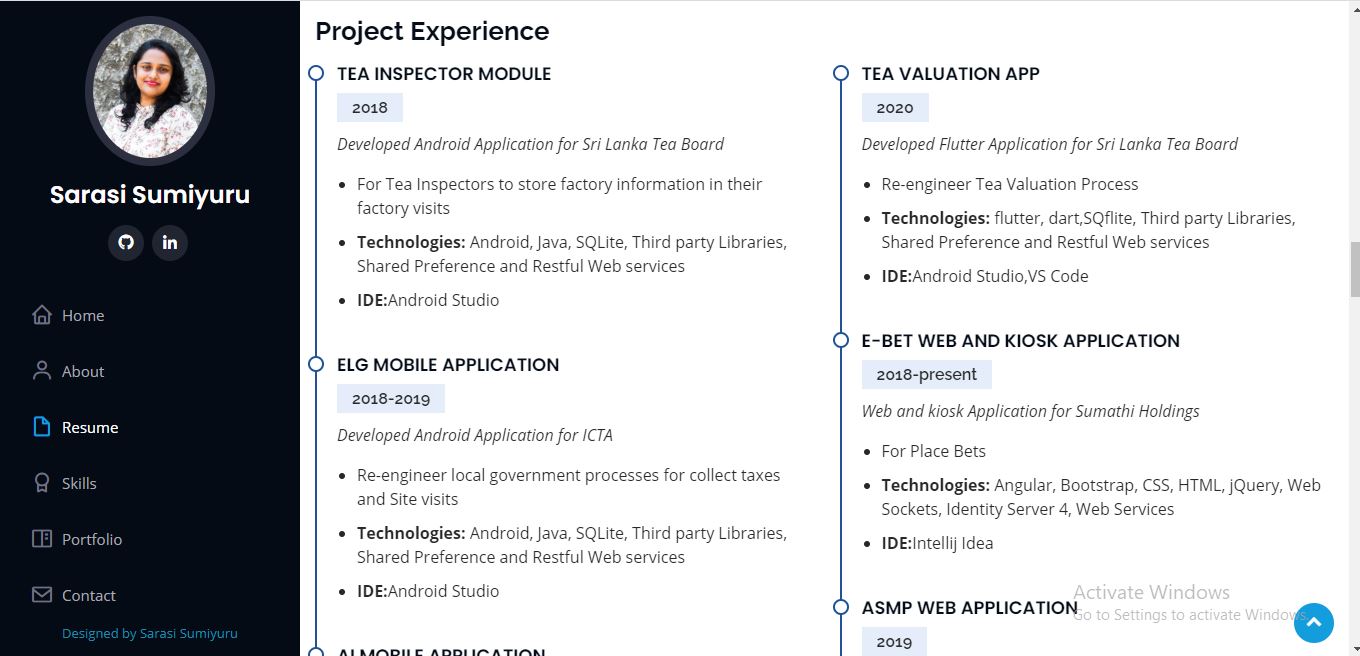 Sarasi Sumiyuru
Home
About
Resume
Skills
Portfolio
Contact
Designed by Sarasi Sumiyuru
Project Experience
TEA INSPECTOR MODULE
2018
Developed Android Application for Sri Lanka Tea Board
For Tea Inspectors to store factory information in their
factory visits
Technologies: Android, Java, SQLite, Third party Libraries,
Shared Preference and Restful Web services
IDE:Android Studio
ELG MOBILE APPLICATION
2018-2019
Developed Android Application for ICTA
Re-engineer local government processes for collect taxes
and Site visits
Technologies: Android, Java, SQLite, Third party Libraries,
Shared Preference and Restful Web services
IDE:Android Studio
TEA VALUATION APP
2020
Developed Flutter Application for Sri Lanka Tea Board
Re-engineer Tea Valuation Process
Technologies: flutter, dart,SQflite, Third party Libraries,
Shared Preference and Restful Web services
IDE:Android Studio,VS Code
E-BET WEB AND KIOSK APPLICATION
2018-present
Web and kiosk Application for Sumathi Holdings
For Place Bets
Technologies: Angular, Bootstrap, CSS, HTML, jQuery, Web
Sockets, Identity Server 4, Web Services
IDE:Intellij Idea
ASMP WEB APPLICATION
2019
Activate Windows
Go to Settings to activate Windows.